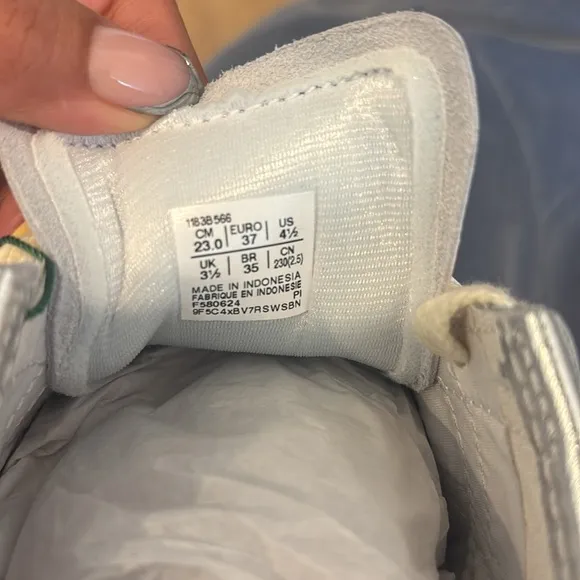 1183B566
CM EURO US
23.0 37 4½
UK BR CN
3½ 35 230(2.5)
MADE IN INDONESIA
FABRIQUE EN INDONESIE
F580624 PI
9F5C4xBV7RSWSBN